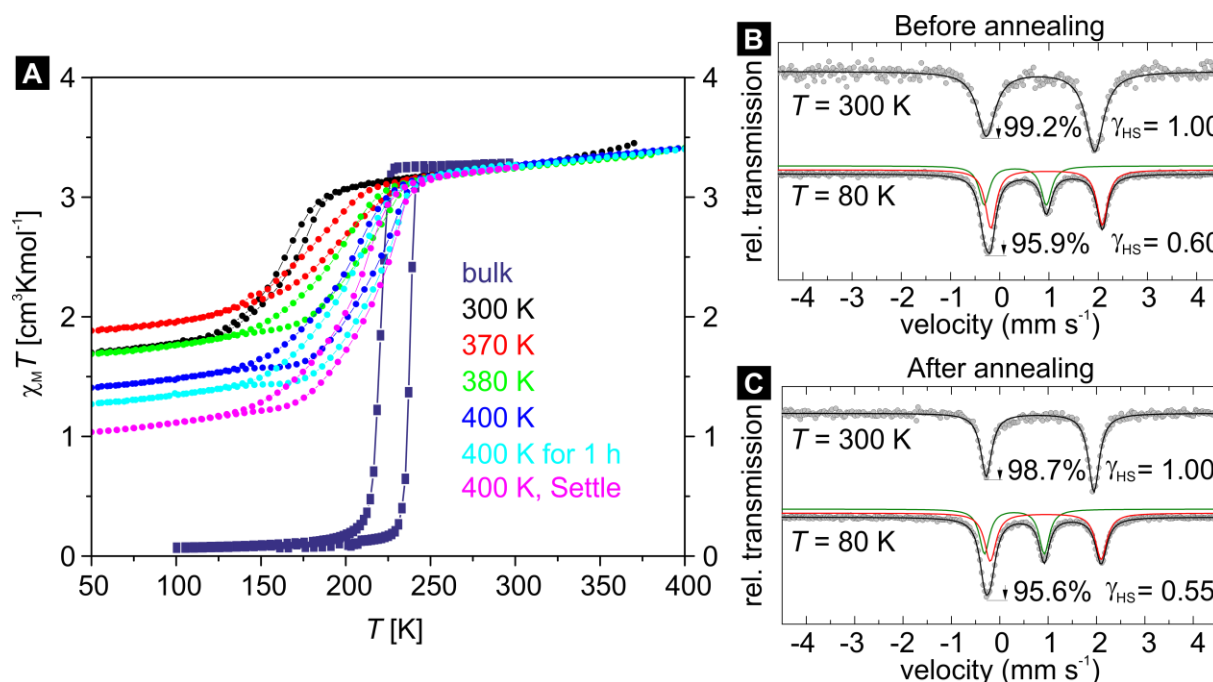 A
4
4
3
3
2
2
1
1
0
0
50
100
150
200
250
300
350
400
χM T [cm³Kmol⁻¹]
T [K]
bulk
300 K
370 K
380 K
400 K
400 K for 1 h
400 K, Settle
B
Before annealing
T = 300 K
99.2%
γHS = 1.00
T = 80 K
95.9%
γHS = 0.60
rel. transmission
-4 -3 -2 -1 0 1 2 3 4
velocity (mm s⁻¹)
C
After annealing
T = 300 K
98.7%
γHS = 1.00
T = 80 K
95.6%
γHS = 0.55
rel. transmission
-4 -3 -2 -1 0 1 2 3 4
velocity (mm s⁻¹)